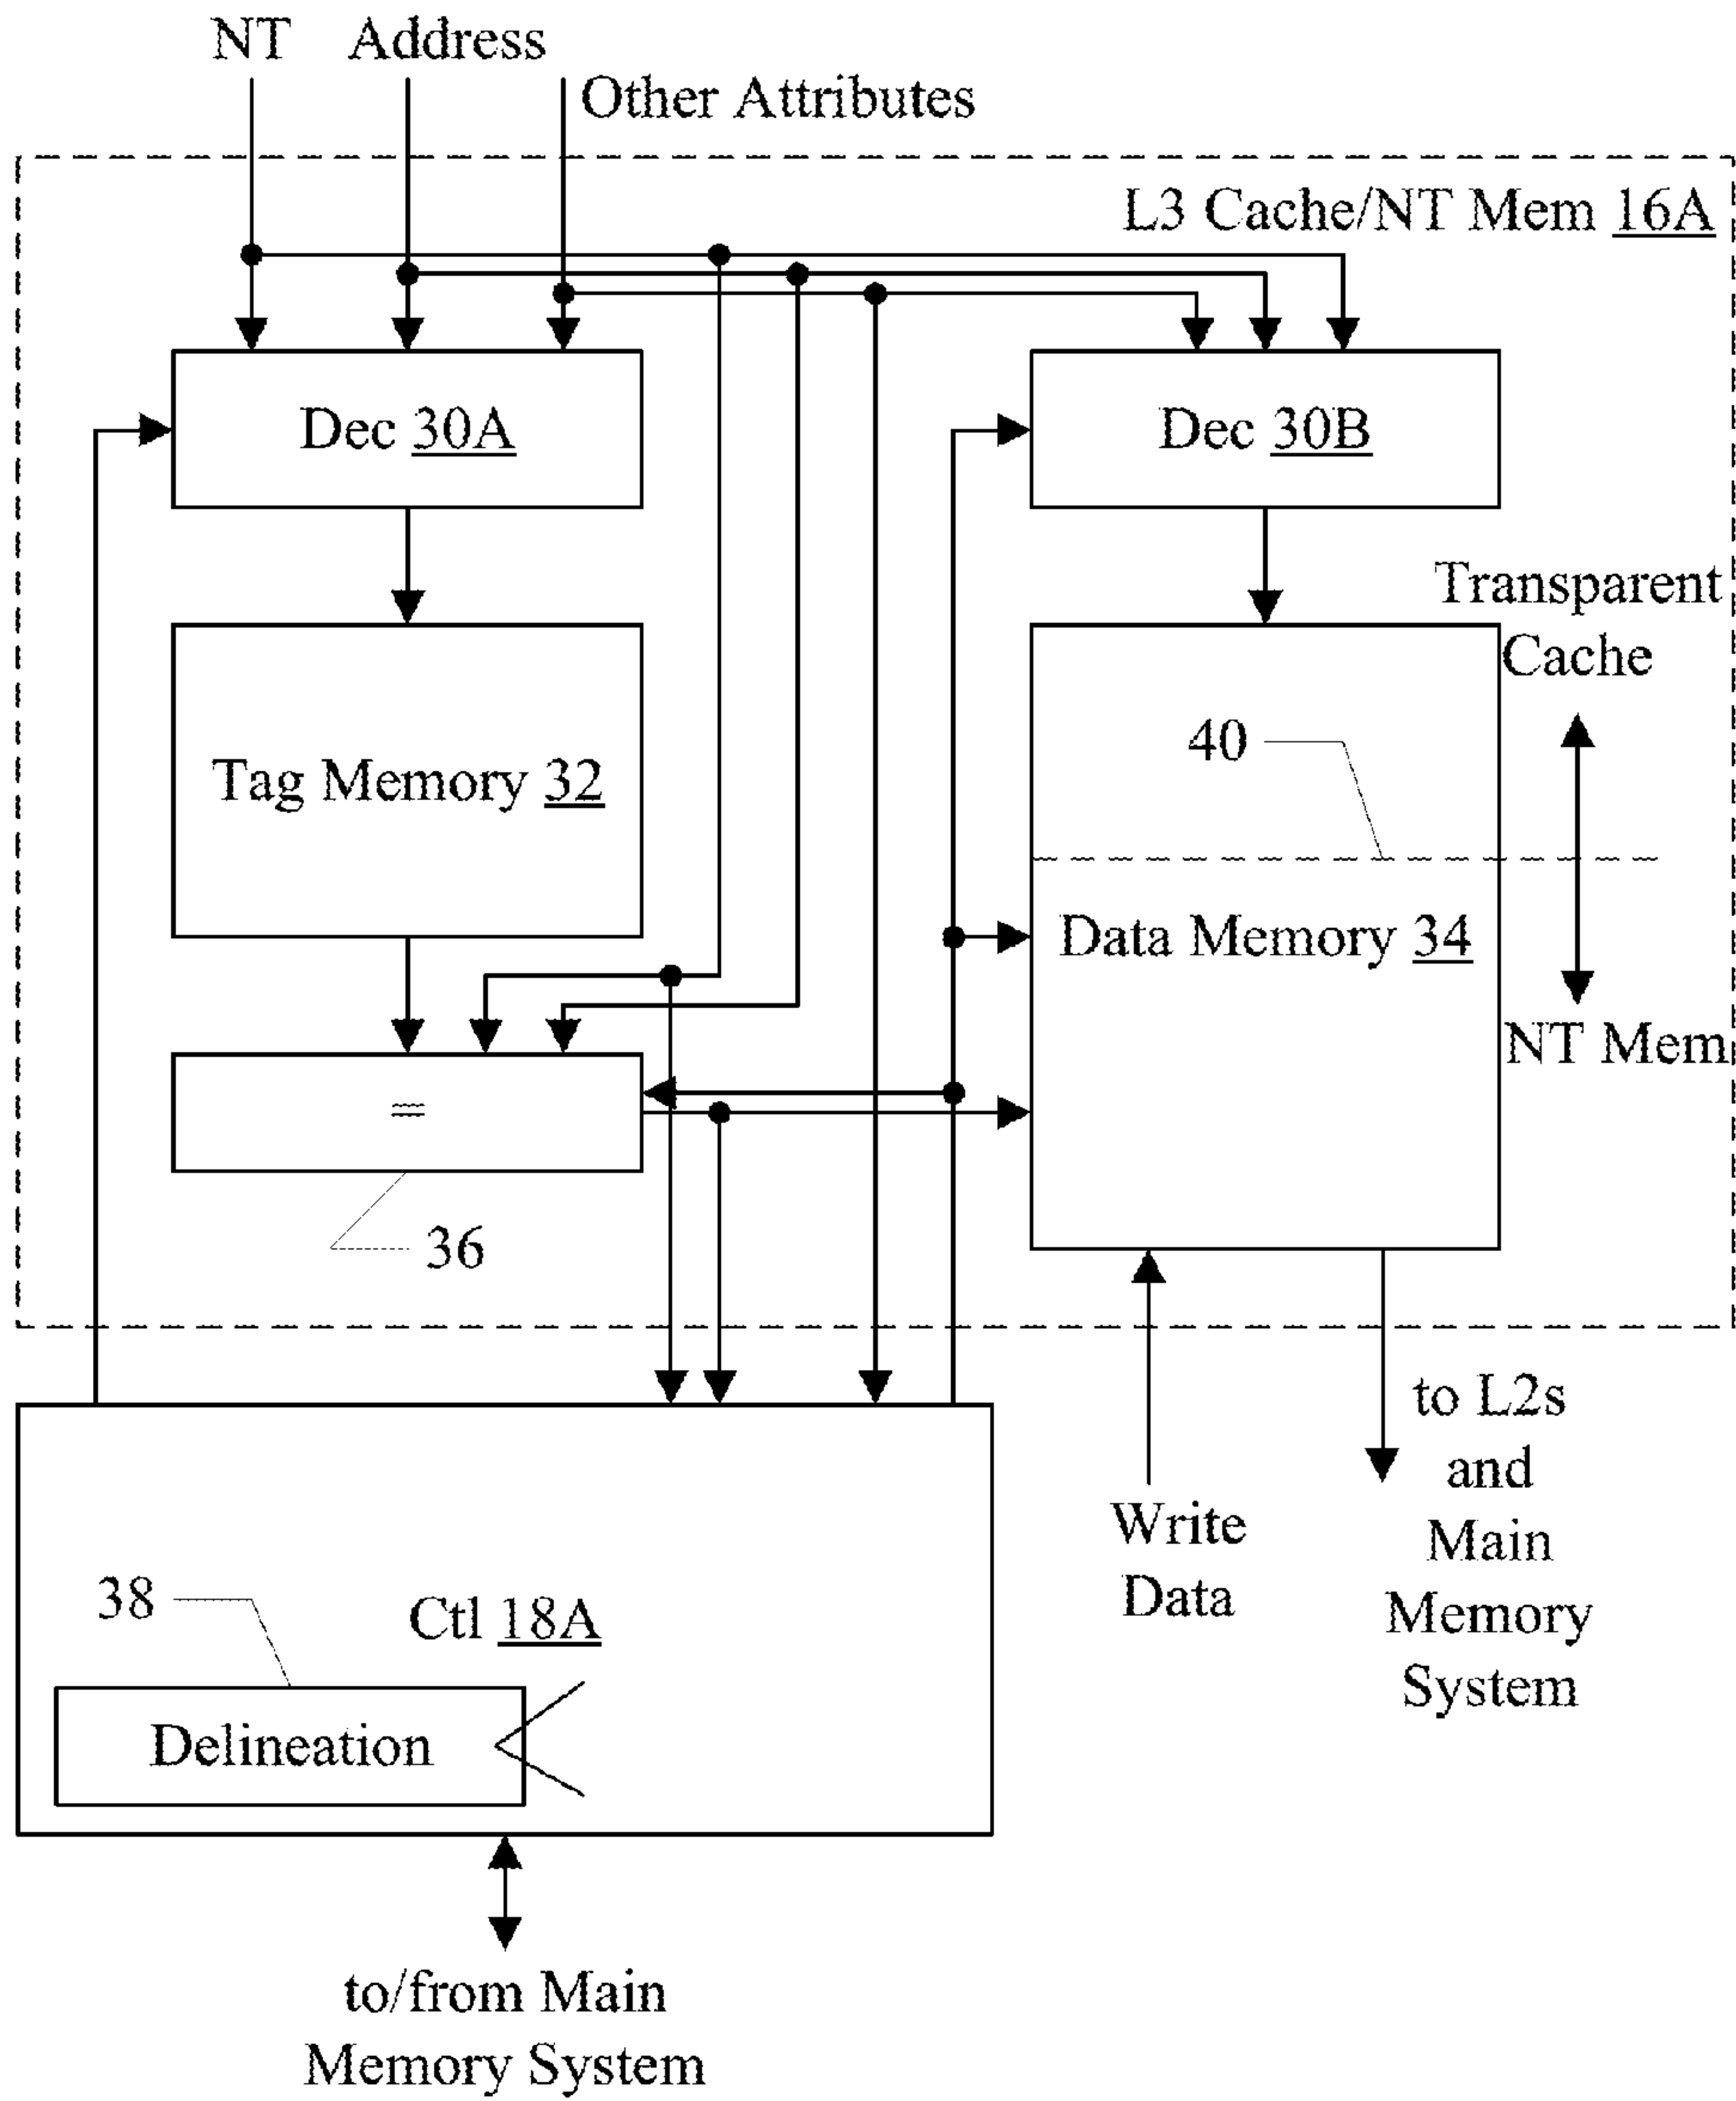 NT
Address
Other Attributes
L3 Cache/NT Mem 16A
Dec 30A
Dec 30B
Transparent
Cache
40
Tag Memory 32
Data Memory 34
NT Mem
=
36
to L2s
and
Main
Memory
System
Write
Data
38
Ctl 18A
Delineation
to/from Main
Memory System